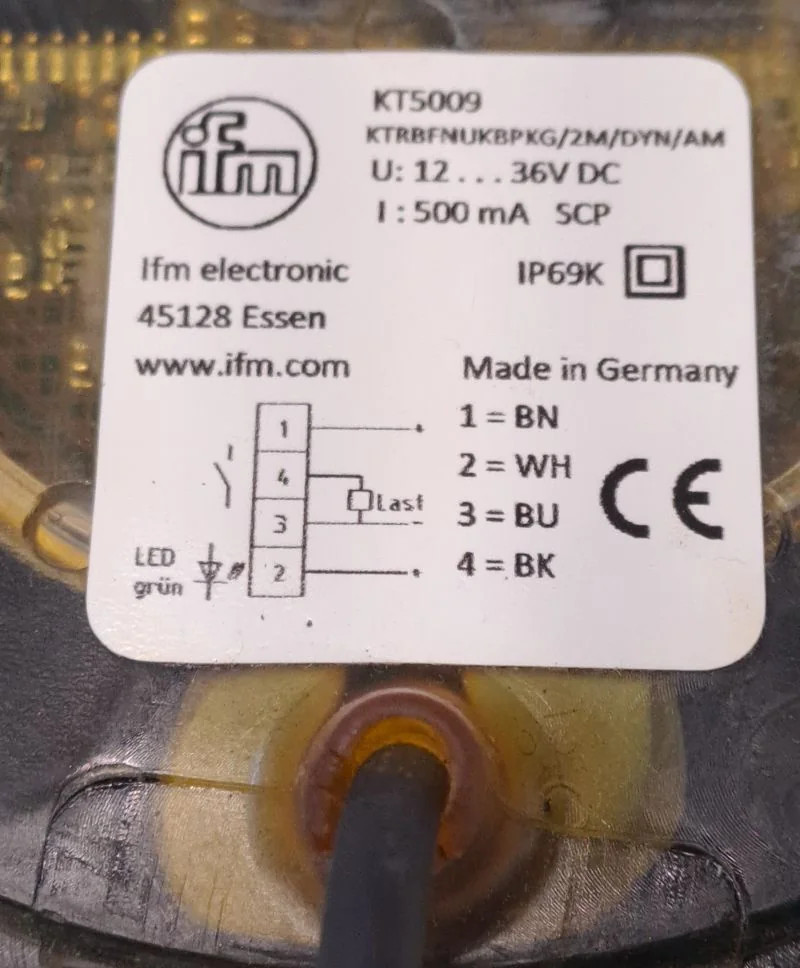 ifm
KT5009
KTRBFNUKBPKG/2M/DYN/AM
U: 12 ... 36V DC
I : 500 mA SCP
Ifm electronic
IP69K
45128 Essen
www.ifm.com
Made in Germany
1
4
3
2
Last
LED
grün
1 = BN
2 = WH
3 = BU
4 = BK
CE